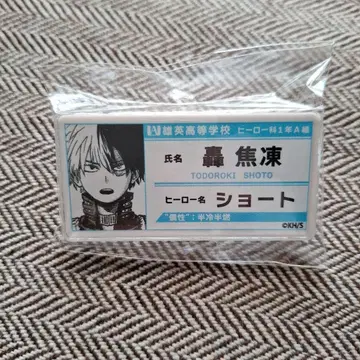 雄英高等学校 ヒーロー科1年A組
氏名 轟 焦凍
TODOROKI SHOTO
ヒーロー名 ショート
"個性":半冷半燃
©KH/S